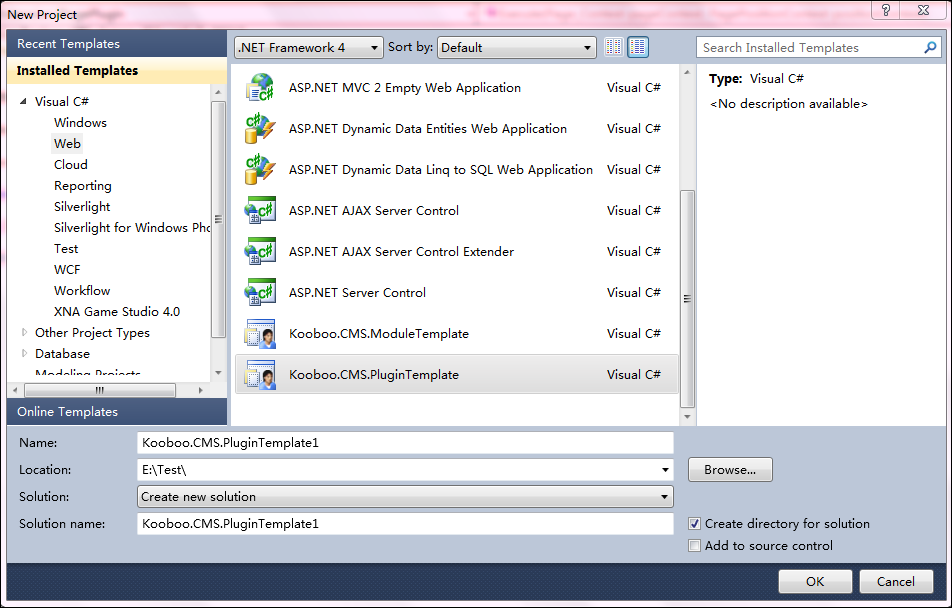 New Project
Recent Templates
Installed Templates
Visual C#
Windows
Web
Cloud
Reporting
Silverlight
Silverlight for Windows Pho
Test
WCF
Workflow
XNA Game Studio 4.0
Other Project Types
Database
Modeling Projects
Online Templates
.NET Framework 4 Sort by: Default
ASP.NET MVC 2 Empty Web Application Visual C#
ASP.NET Dynamic Data Entities Web Application Visual C#
ASP.NET Dynamic Data Linq to SQL Web Application Visual C#
ASP.NET AJAX Server Control Visual C#
ASP.NET AJAX Server Control Extender Visual C#
ASP.NET Server Control Visual C#
Kooboo.CMS.ModuleTemplate Visual C#
Kooboo.CMS.PluginTemplate Visual C#
Search Installed Templates
Type: Visual C#
<No description available>
Name: Kooboo.CMS.PluginTemplate1
Location: E:\Test\ Browse...
Solution: Create new solution
Solution name: Kooboo.CMS.PluginTemplate1
Create directory for solution
Add to source control
OK Cancel